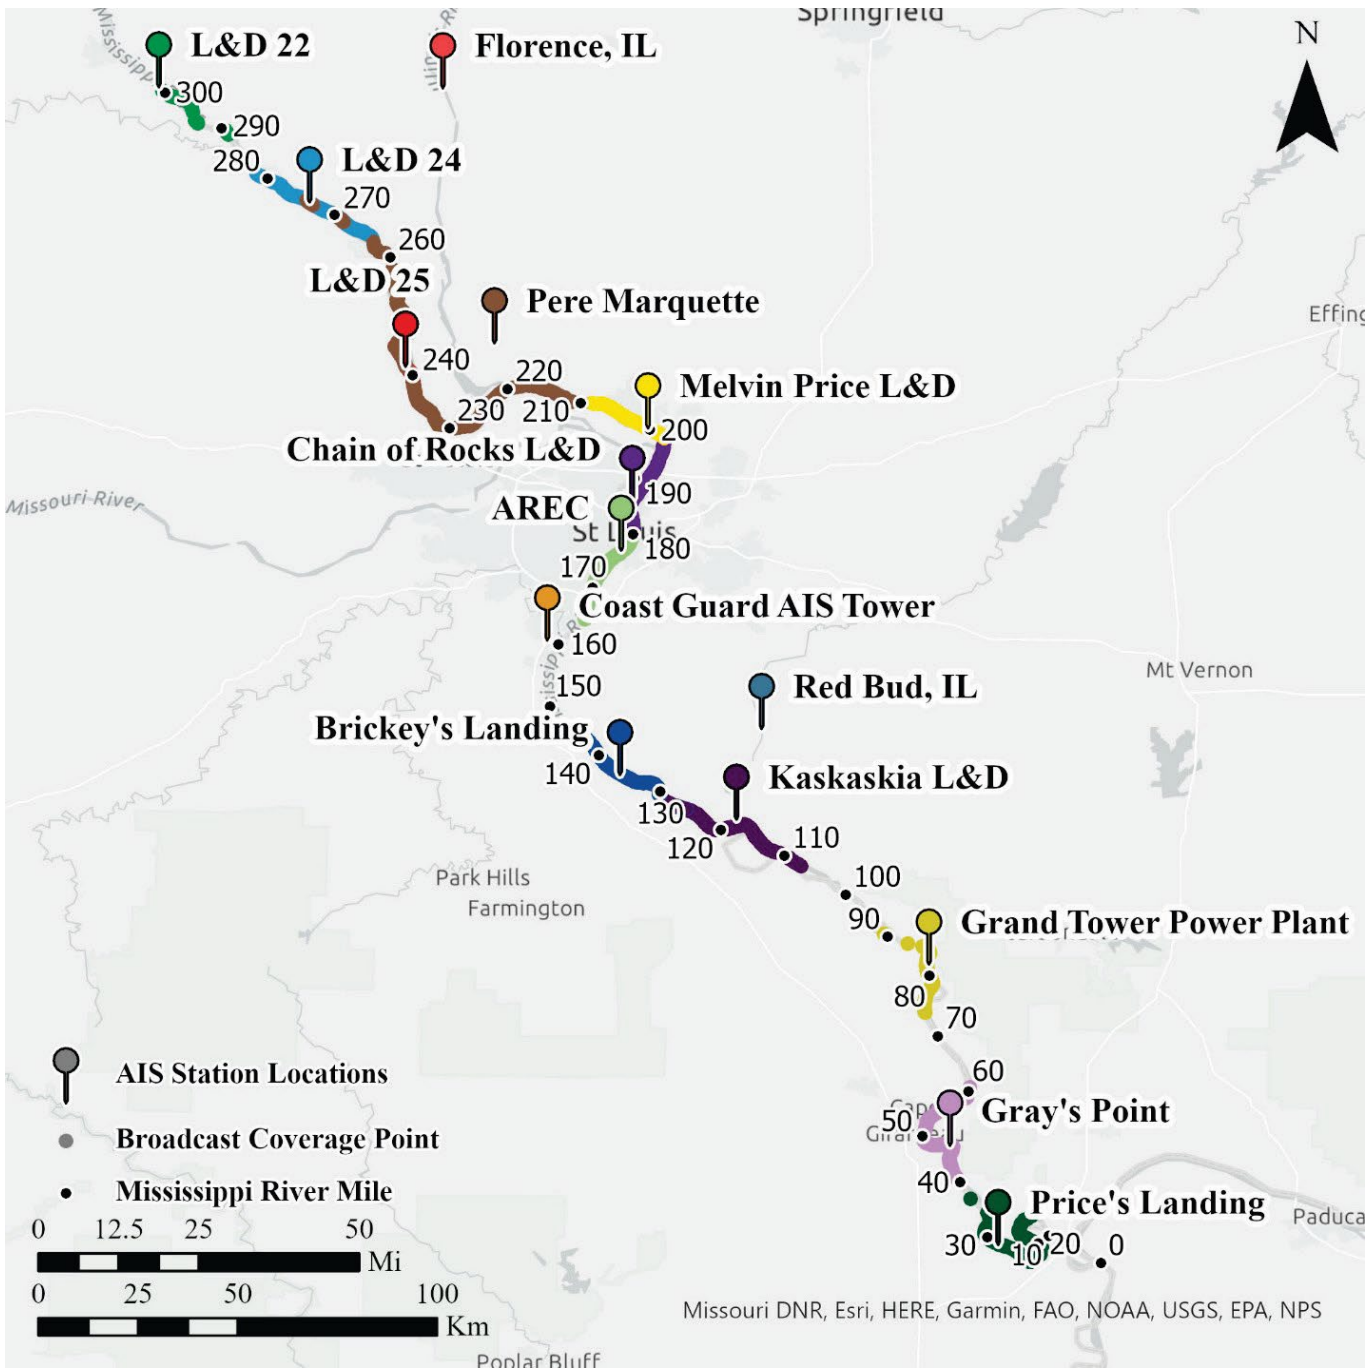 Springfield
N
Mississippi
L&D 22
Florence, IL
300
290
280
L&D 24
270
260
L&D 25
Pere Marquette
Effing
240
220
230
210
Melvin Price L&D
200
Chain of Rocks L&D
190
Missouri River
AREC
St Louis
180
170
Coast Guard AIS Tower
160
150
Mt Vernon
Red Bud, IL
Brickey's Landing
140
Kaskaskia L&D
130
120
110
100
Park Hills
Farmington
90
Grand Tower Power Plant
80
70
60
Cape
Girardeau
50
Gray's Point
40
Price's Landing
Paduca
30
10
20
0
AIS Station Locations
Broadcast Coverage Point
Mississippi River Mile
0 12.5 25 50
Mi
0 25 50 100
Km
Missouri DNR, Esri, HERE, Garmin, FAO, NOAA, USGS, EPA, NPS
Poplar Bluff